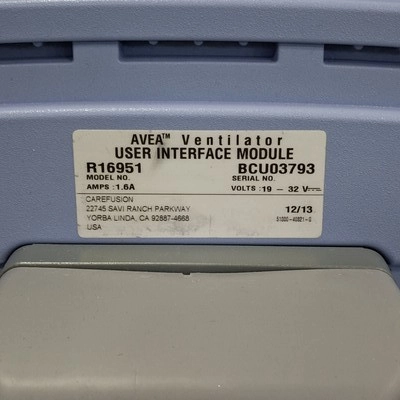 AVEA™ Ventilator
USER INTERFACE MODULE
R16951 BCU03793
MODEL NO. SERIAL NO.
AMPS :1.6A VOLTS :19 - 32 V⎓
CAREFUSION
22745 SAVI RANCH PARKWAY 12/13
YORBA LINDA, CA 92887-4668
USA